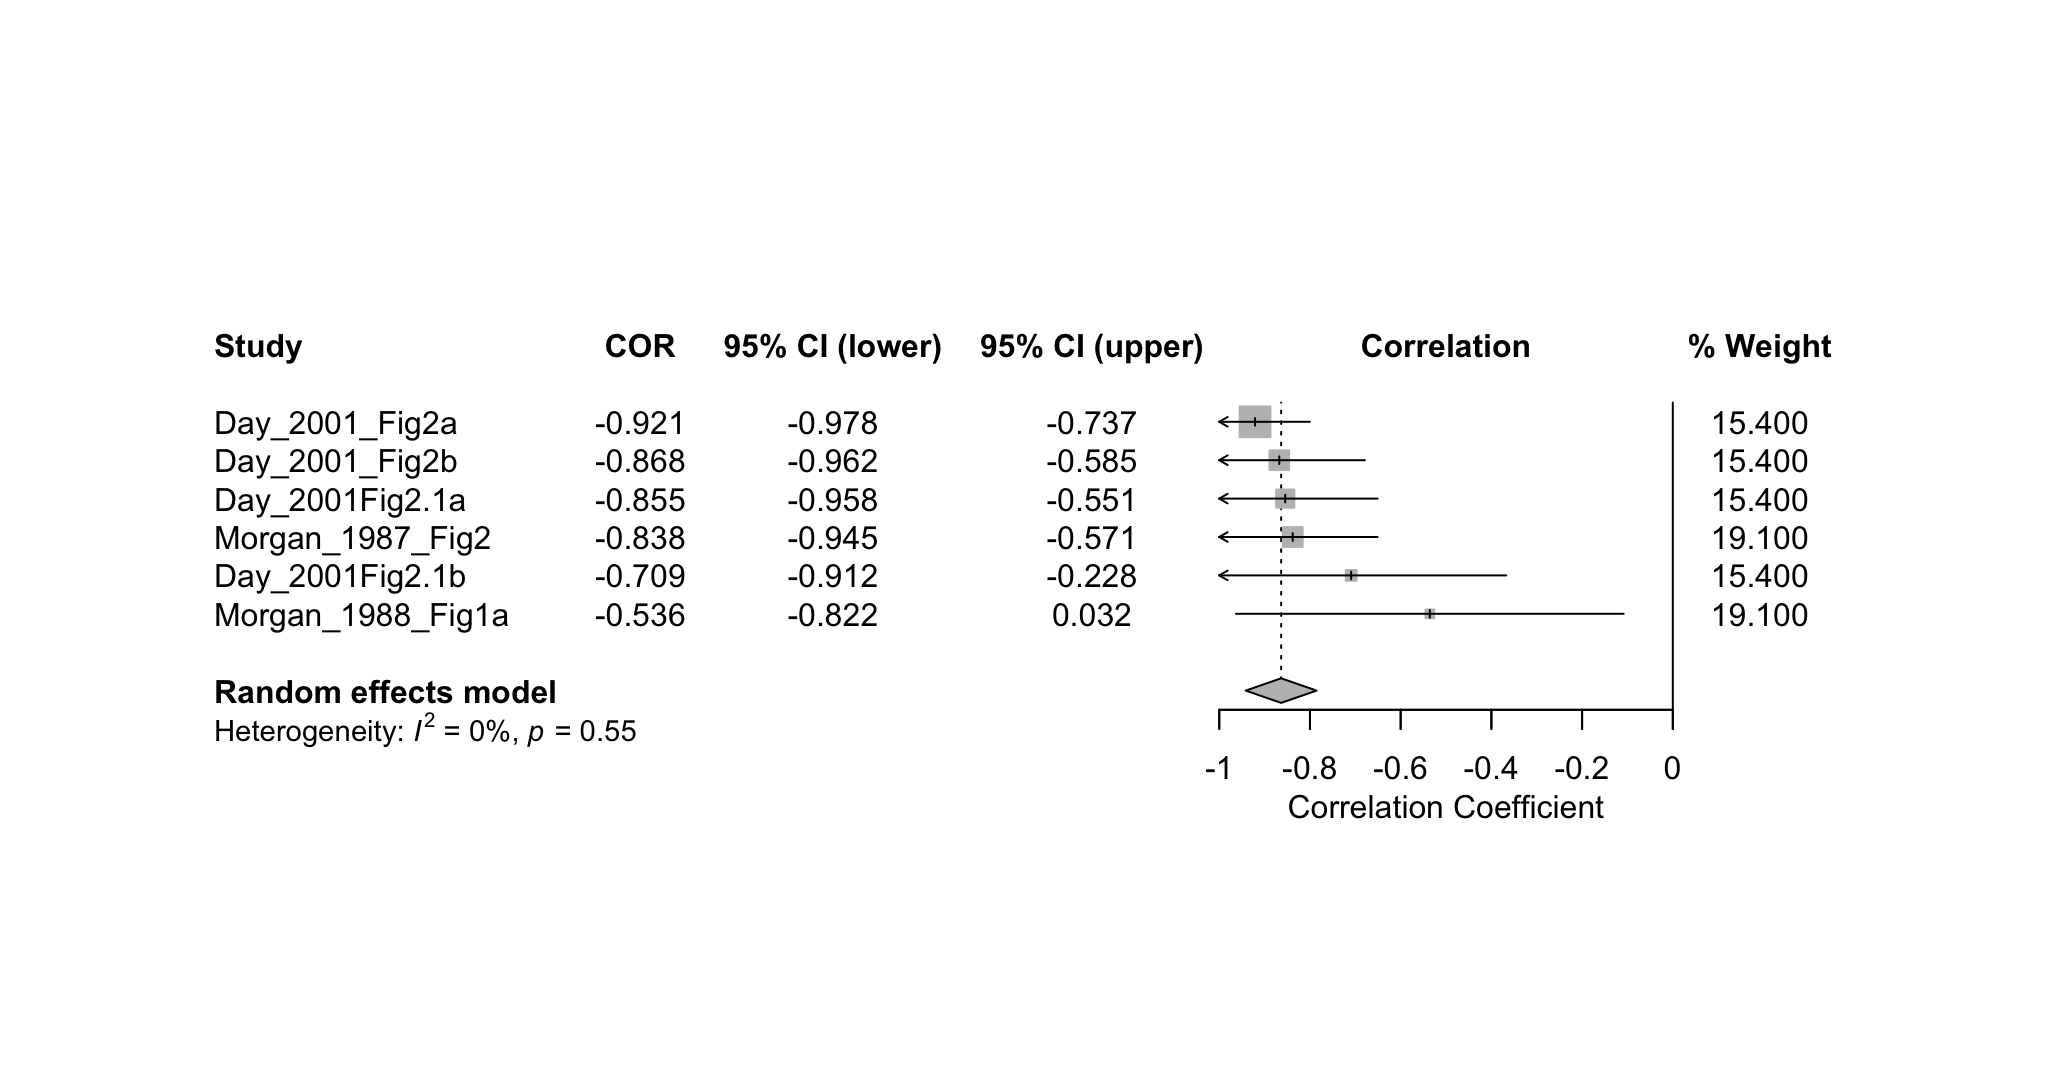 Study COR 95% CI (lower) 95% CI (upper) Correlation % Weight
Day_2001_Fig2a -0.921 -0.978 -0.737 15.400
Day_2001_Fig2b -0.868 -0.962 -0.585 15.400
Day_2001Fig2.1a -0.855 -0.958 -0.551 15.400
Morgan_1987_Fig2 -0.838 -0.945 -0.571 19.100
Day_2001Fig2.1b -0.709 -0.912 -0.228 15.400
Morgan_1988_Fig1a -0.536 -0.822 0.032 19.100
Random effects model
Heterogeneity: I² = 0%, p = 0.55
-1 -0.8 -0.6 -0.4 -0.2 0
Correlation Coefficient